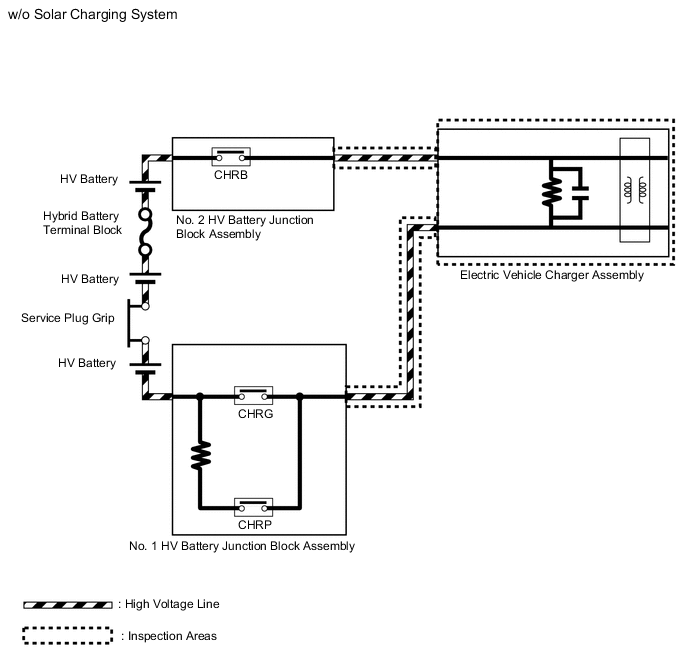 w/o Solar Charging System
CHRB
HV Battery
Hybrid Battery
Terminal Block
No. 2 HV Battery Junction
Block Assembly
HV Battery
Electric Vehicle Charger Assembly
Service Plug Grip
HV Battery
CHRG
CHRP
No. 1 HV Battery Junction Block Assembly
: High Voltage Line
: Inspection Areas